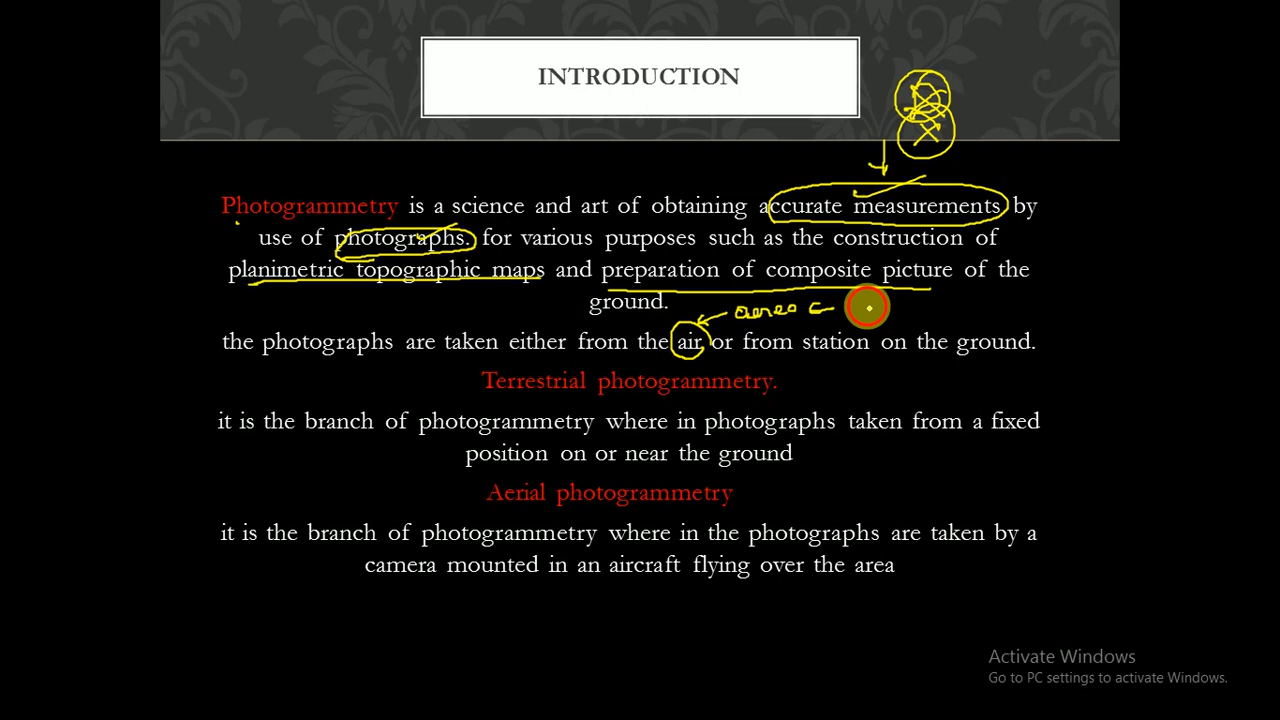 INTRODUCTION
Photogrammetry is a science and art of obtaining accurate measurements by
use of photographs. for various purposes such as the construction of
planimetric topographic maps and preparation of composite picture of the
ground.
the photographs are taken either from the air or from station on the ground.
Terrestrial photogrammetry.
it is the branch of photogrammetry where in photographs taken from a fixed
position on or near the ground
Aerial photogrammetry
it is the branch of photogrammetry where in the photographs are taken by a
camera mounted in an aircraft flying over the area
Activate Windows
Go to PC settings to activate Windows.